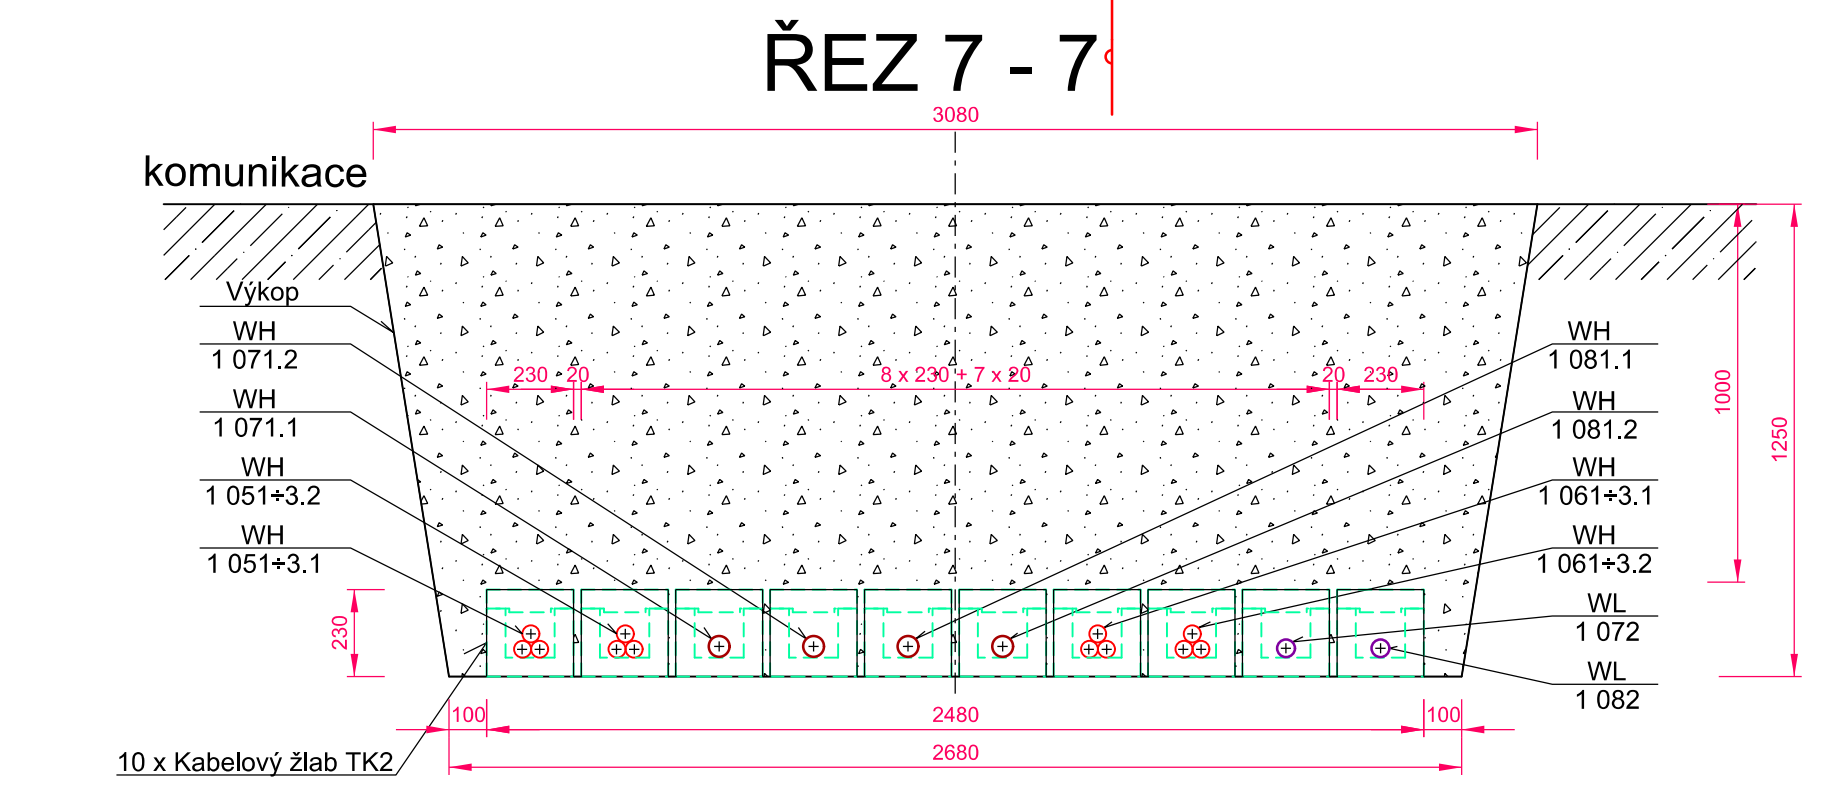 ŘEZ 7 - 7
3080
komunikace
Výkop
WH
1 071.2
WH
1 071.1
WH
1 051÷3.2
WH
1 051÷3.1
230
20
8 x 230 + 7 x 20
20
230
WH
1 081.1
WH
1 081.2
WH
1 061÷3.1
WH
1 061÷3.2
WL
1 072
WL
1 082
1000
1250
230
100
2480
100
2680
10 x Kabelový žlab TK2